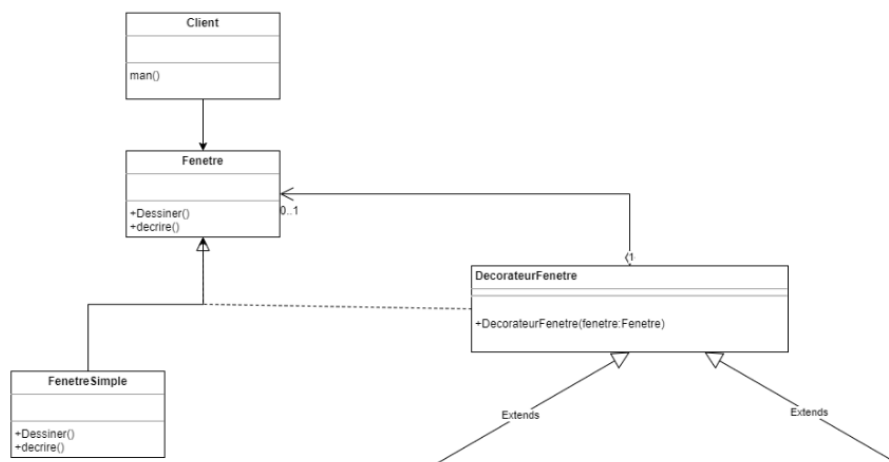 Client
man()
Fenetre
+Dessiner()
+decrire()
0..1
1
DecorateurFenetre
+DecorateurFenetre(fenetre:Fenetre)
FenetreSimple
+Dessiner()
+decrire()
Extends
Extends